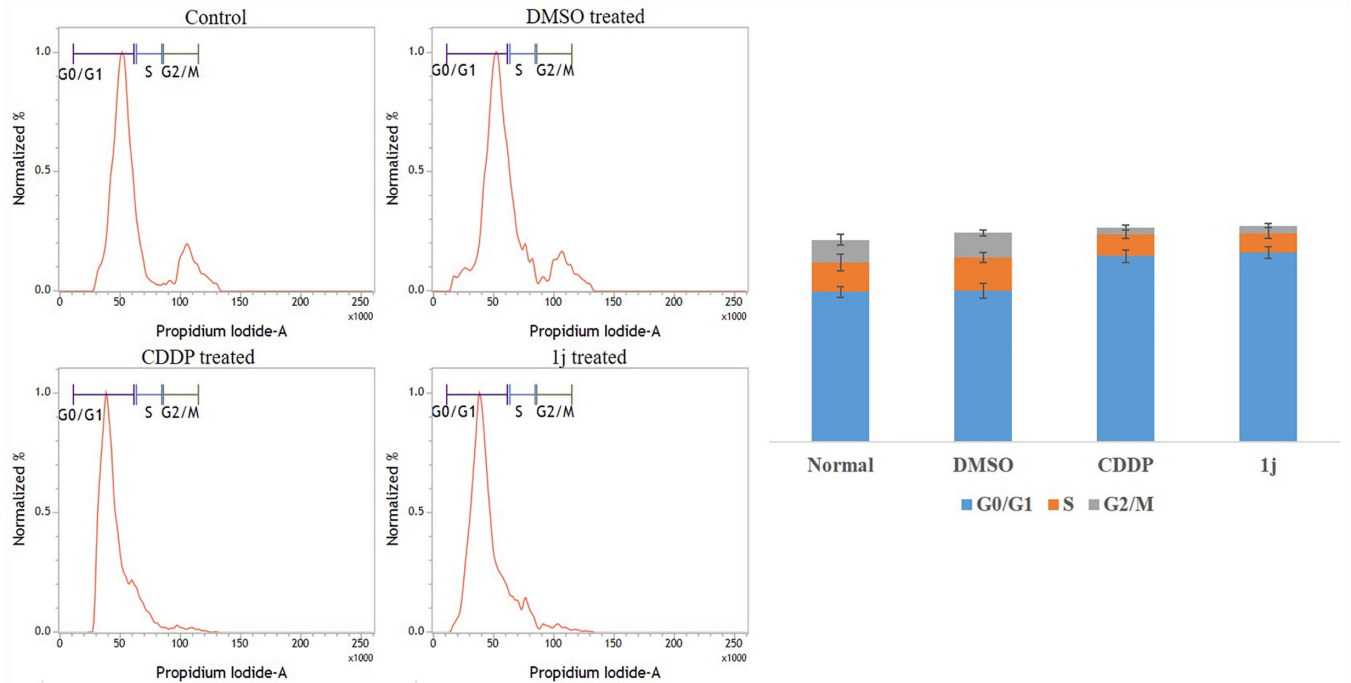 Control
1.0
G0/G1
S
G2/M
Normalized %
0.5
0.0
0
50
100
150
200
250
x1000
Propidium Iodide-A
DMSO treated
1.0
G0/G1
S
G2/M
Normalized %
0.5
0.0
0
50
100
150
200
250
x1000
Propidium Iodide-A
CDDP treated
1.0
G0/G1
S
G2/M
Normalized %
0.5
0.0
0
50
100
150
200
250
x1000
Propidium Iodide-A
1j treated
1.0
G0/G1
S
G2/M
Normalized %
0.5
0.0
0
50
100
150
200
250
x1000
Propidium Iodide-A
Normal
DMSO
CDDP
1j
G0/G1
S
G2/M